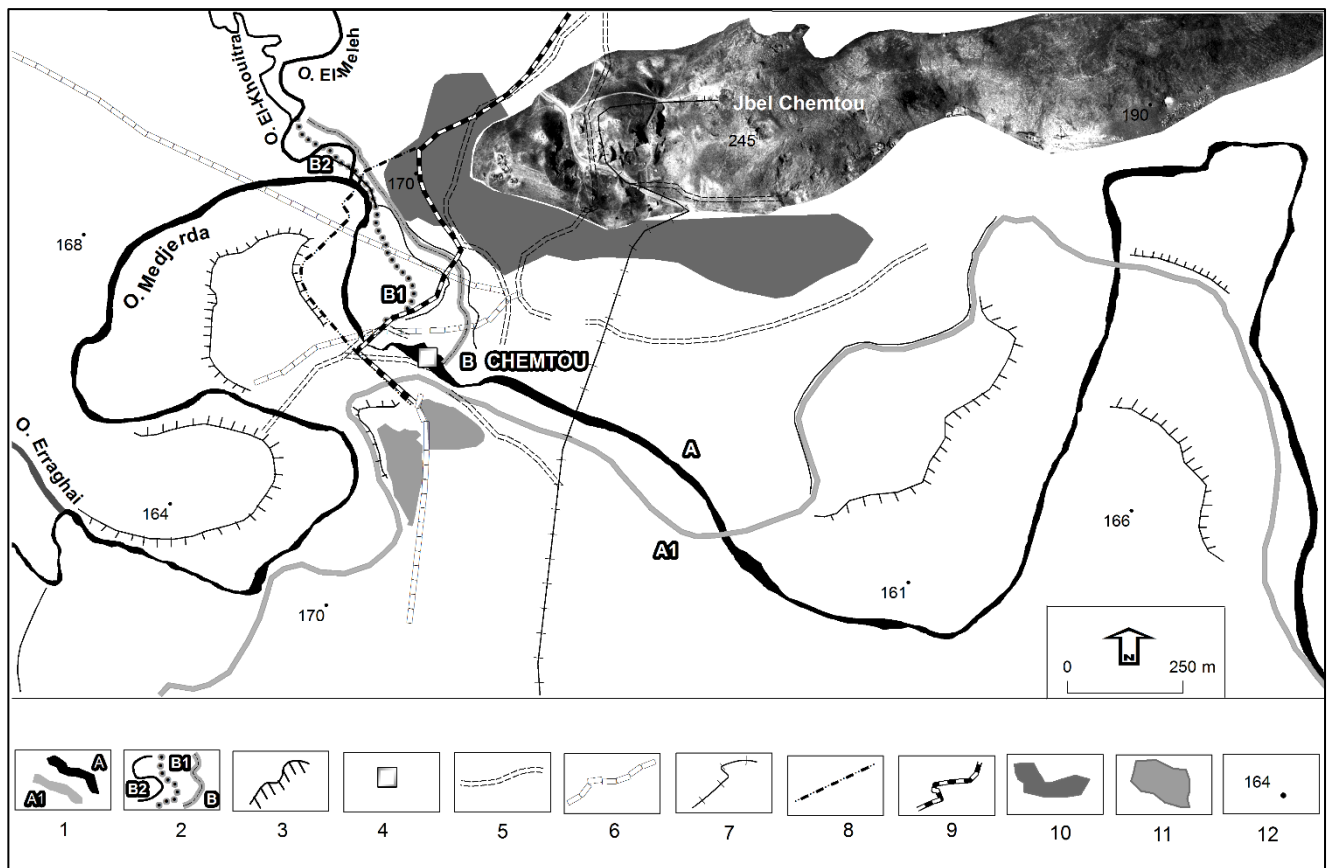 O. El-Khouitra
O. El-Meleh
Jbel Chemtou
190
245
B2
170
168
O. Medjerda
B1
B CHEMTOU
A
O. Erraghai
164
166
A1
161
170
N
0 250 m
A
A1
B1
B2
B
164
1 2 3 4 5 6 7 8 9 10 11 12